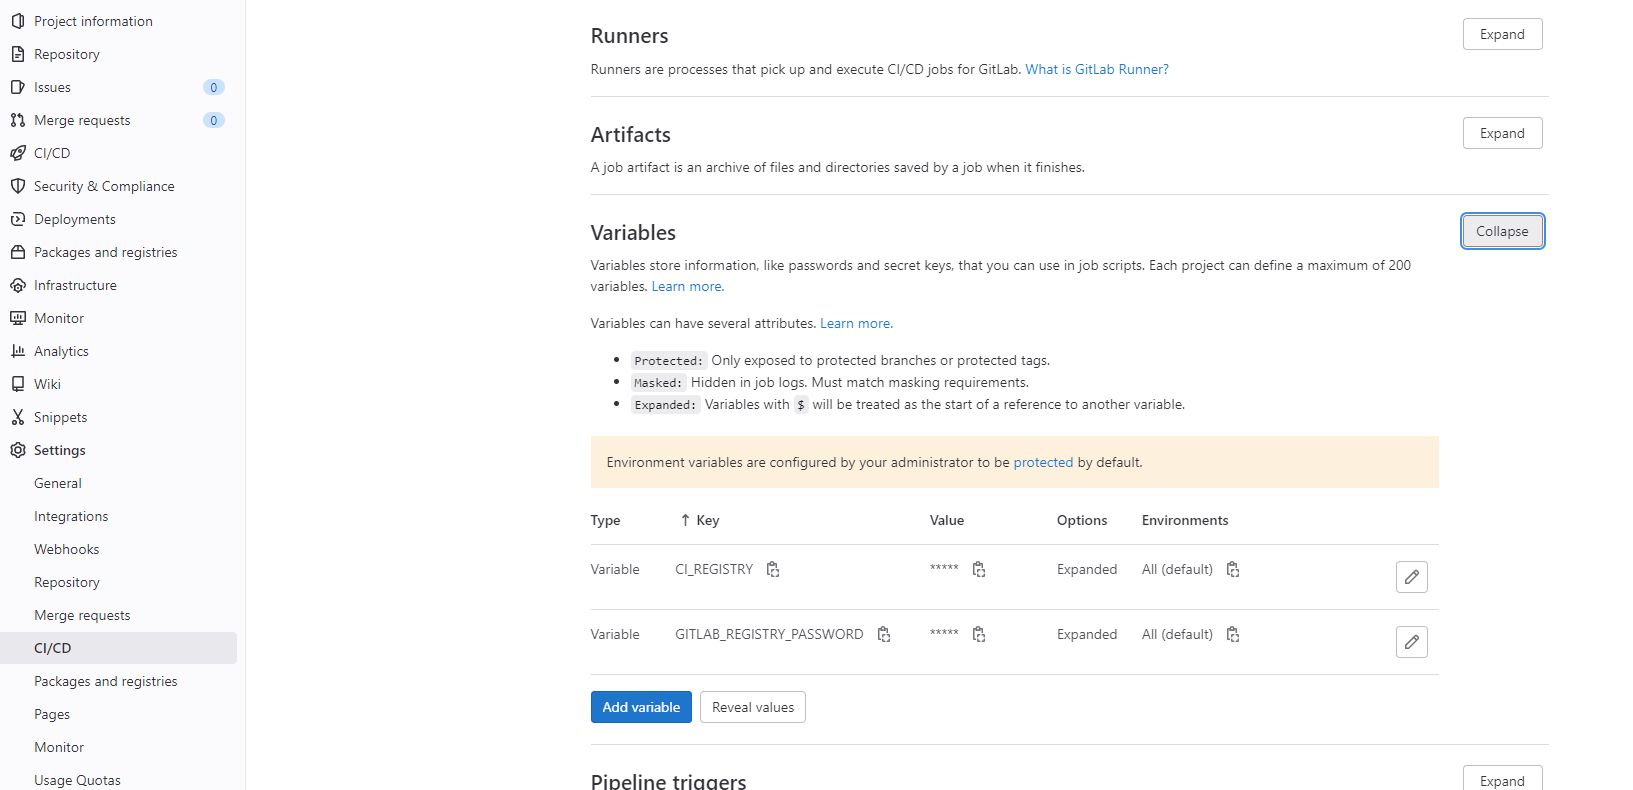 Project information
Repository
Issues 0
Merge requests 0
CI/CD
Security & Compliance
Deployments
Packages and registries
Infrastructure
Monitor
Analytics
Wiki
Snippets
Settings
General
Integrations
Webhooks
Repository
Merge requests
CI/CD
Packages and registries
Pages
Monitor
Usage Quotas
Runners
Expand
Runners are processes that pick up and execute CI/CD jobs for GitLab. What is GitLab Runner?
Artifacts
Expand
A job artifact is an archive of files and directories saved by a job when it finishes.
Variables
Collapse
Variables store information, like passwords and secret keys, that you can use in job scripts. Each project can define a maximum of 200
variables. Learn more.
Variables can have several attributes. Learn more.
• Protected: Only exposed to protected branches or protected tags.
• Masked: Hidden in job logs. Must match masking requirements.
• Expanded: Variables with $ will be treated as the start of a reference to another variable.
Environment variables are configured by your administrator to be protected by default.
Type ↑ Key Value Options Environments
Variable CI_REGISTRY ***** Expanded All (default)
Variable GITLAB_REGISTRY_PASSWORD ***** Expanded All (default)
Add variable Reveal values
Pipeline triggers
Expand